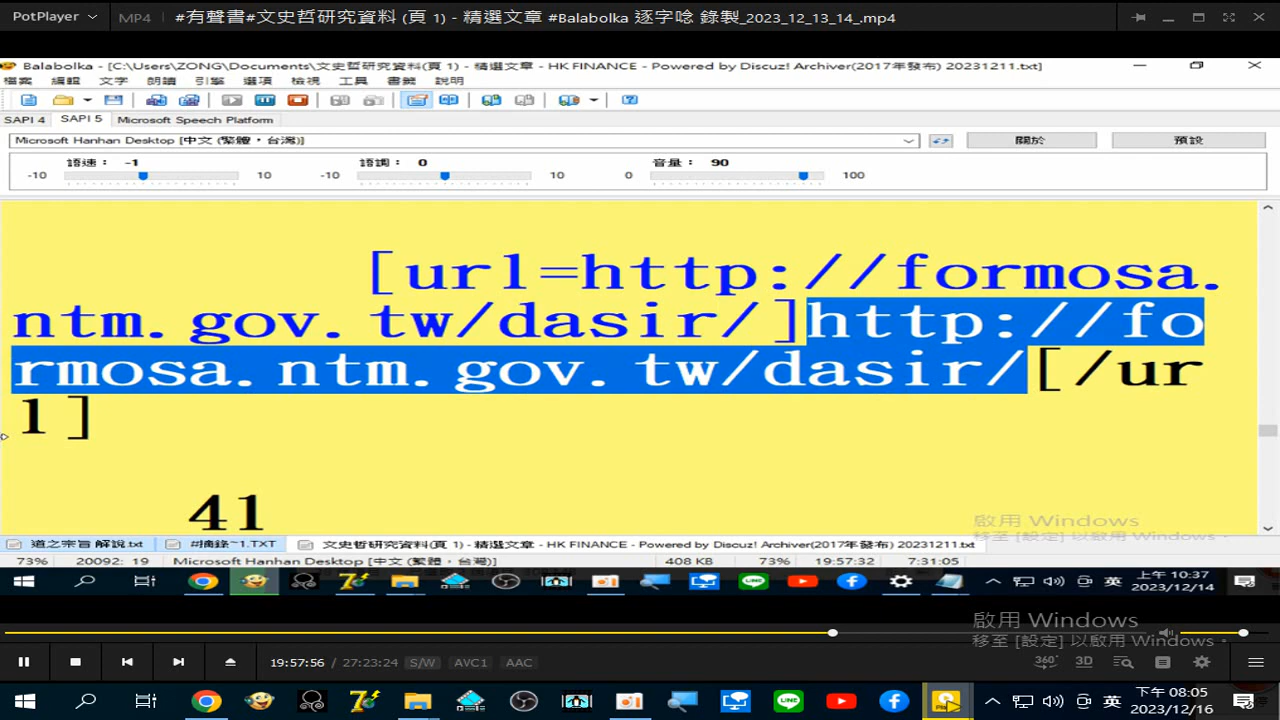 PotPlayer MP4 #有聲書#文史哲研究資料 (頁 1) - 精選文章 #Balabolka 逐字唸 錄製_2023_12_13_14_.mp4
Balabolka - [C:\Users\ZONG\Documents\文史哲研究資料(頁 1) - 精選文章 - HK FINANCE - Powered by Discuz! Archiver(2017年發布) 20231211.txt]
檔案 編輯 文字 朗讀 引擎 選項 檢視 工具 書籤 說明
SAPI 4 SAPI 5 Microsoft Speech Platform
Microsoft Hanhan Desktop [中文 (繁體，台灣)] 關於 預設
語速： -1 語調： 0 音量： 90
-10 10 -10 10 0 100
[url=http://formosa.
ntm.gov.tw/dasir/]http://fo
rmosa.ntm.gov.tw/dasir/[/ur
l]
41
啟用 Windows
道之宗旨 解說.txt #摘錄~1.TXT 文史哲研究資料(頁 1) - 精選文章 - HK FINANCE - Powered by Discuz! Archiver(2017年發布) 20231211.txt
73% 20092: 19 Microsoft Hanhan Desktop [中文 (繁體，台灣)] 408 KB 73% 19:57:32 7:31:05
英 上午 10:37
2023/12/14
啟用 Windows
移至 [設定] 以啟用 Windows。
19:57:56 / 27:23:24 S/W AVC1 AAC 360° 3D
英 下午 08:05
2023/12/16